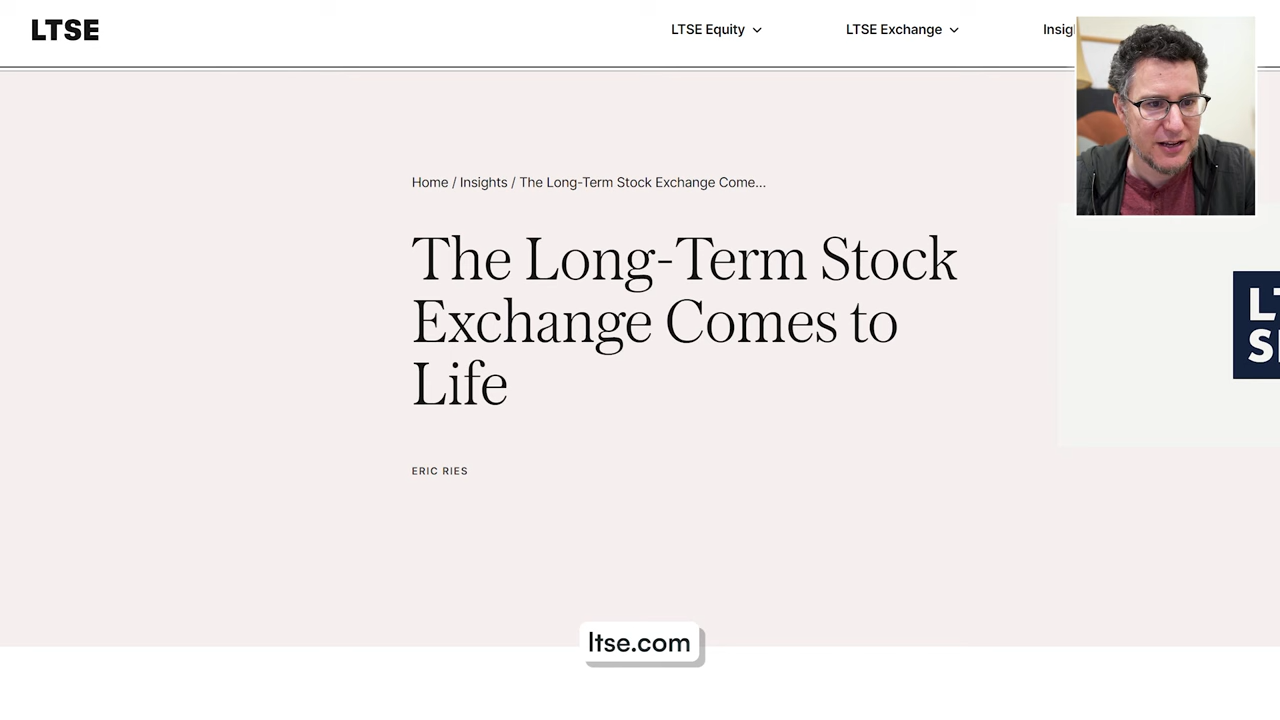 LTSE
LTSE Equity
LTSE Exchange
Home / Insights / The Long-Term Stock Exchange Come...
The Long-Term Stock
Exchange Comes to
Life
ERIC RIES
ltse.com